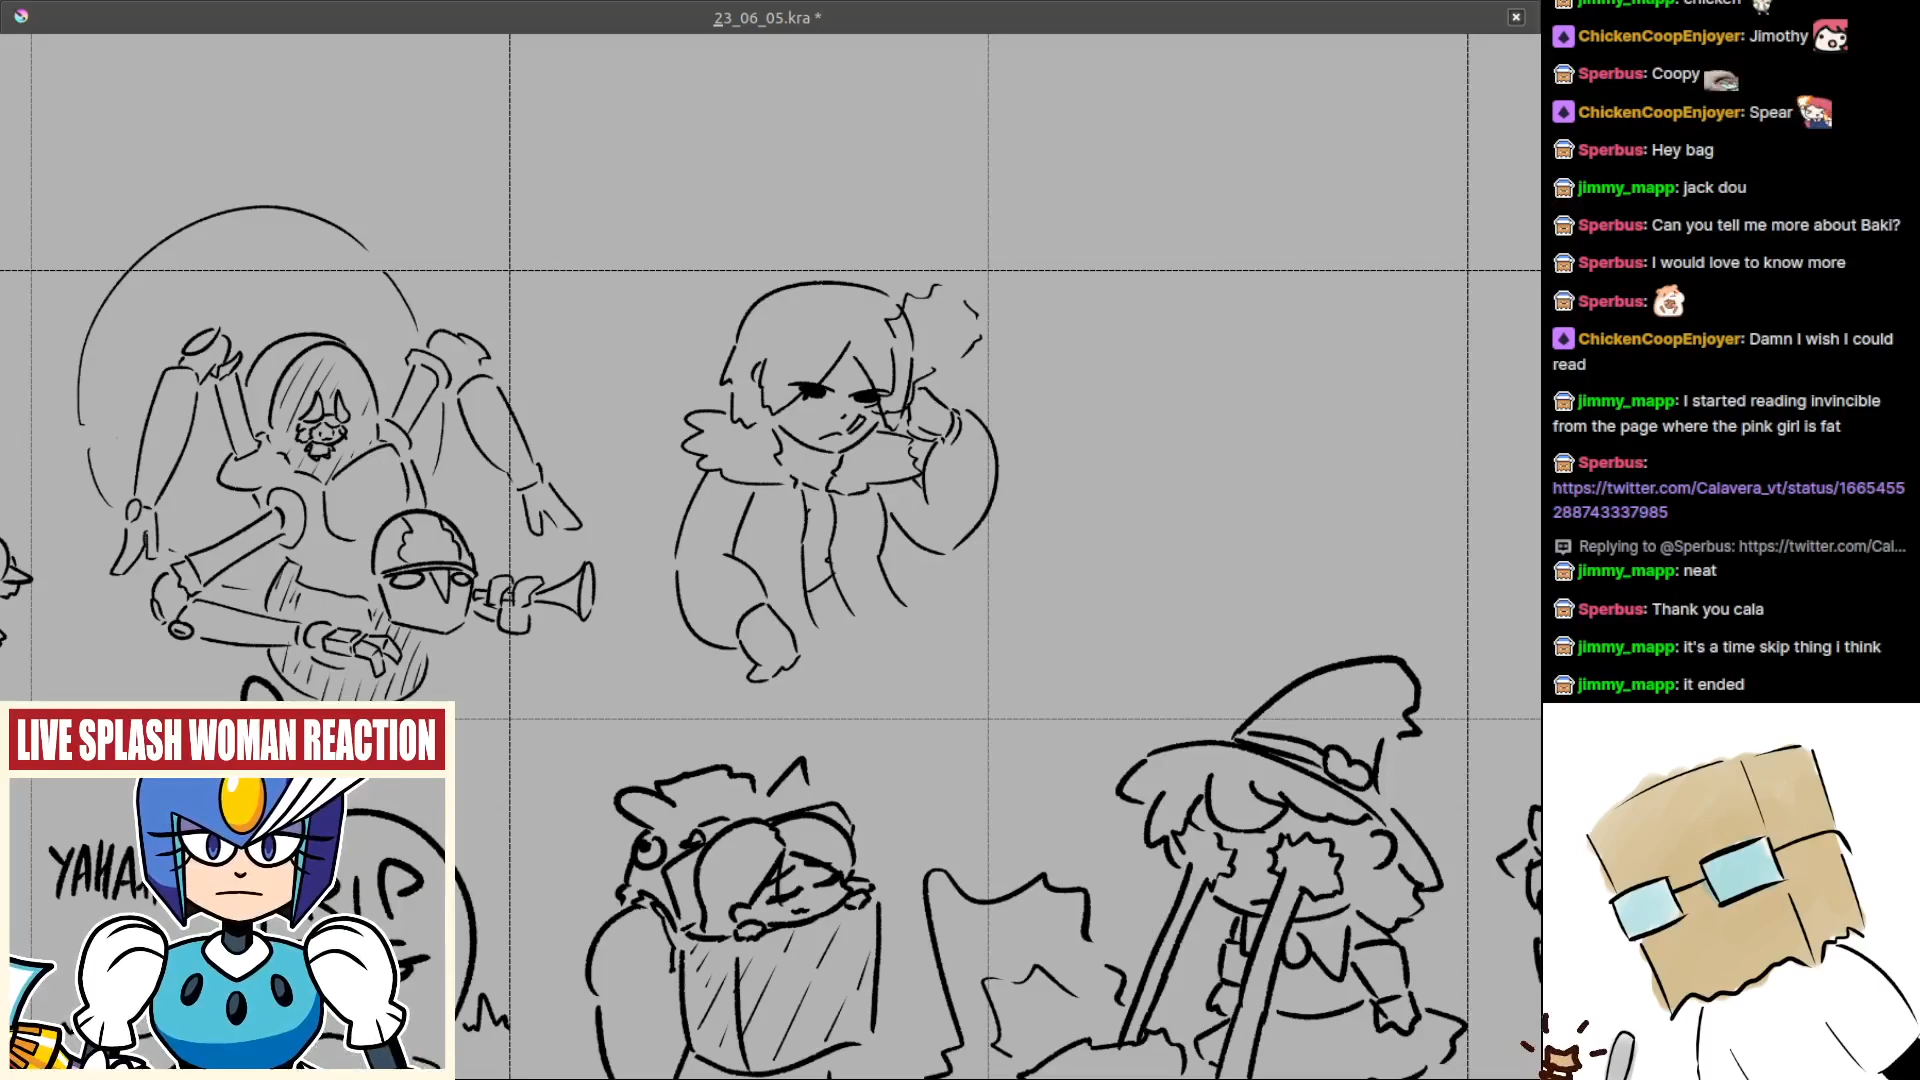 23_06_05.kra *
jimmy_mapp: chicken
ChickenCoopEnjoyer: Jimothy
Sperbus: Coopy
ChickenCoopEnjoyer: Spear
Sperbus: Hey bag
jimmy_mapp: jack dou
Sperbus: Can you tell me more about Baki?
Sperbus: I would love to know more
Sperbus:
ChickenCoopEnjoyer: Damn I wish I could
read
jimmy_mapp: I started reading invincible
from the page where the pink girl is fat
Sperbus:
https://twitter.com/Calavera_vt/status/1665455
288743337985
Replying to @Sperbus: https://twitter.com/Cal...
jimmy_mapp: neat
Sperbus: Thank you cala
jimmy_mapp: it's a time skip thing i think
jimmy_mapp: it ended
LIVE SPLASH WOMAN REACTION
YAHA
RIP